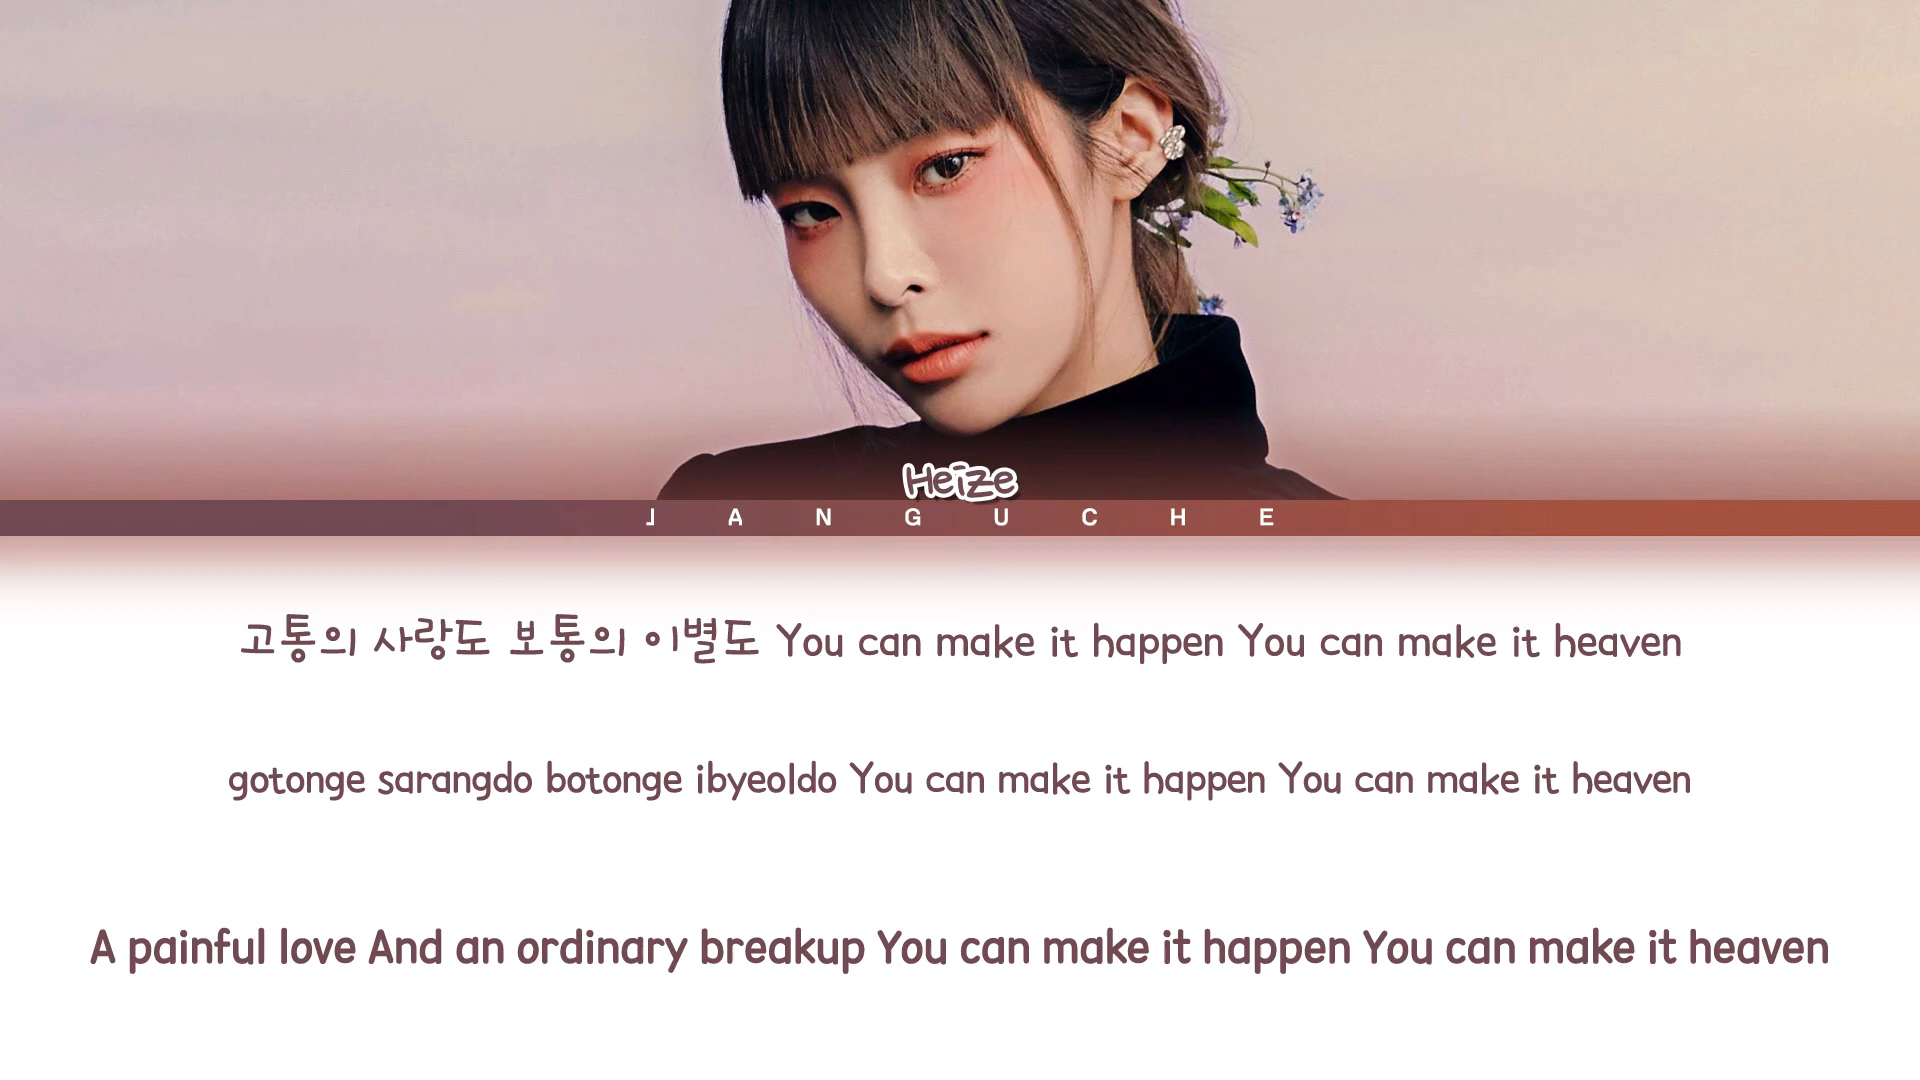 Heize
JANGUCHE
고통의 사랑도 보통의 이별도 You can make it happen You can make it heaven
gotonge sarangdo botonge ibyeoldo You can make it happen You can make it heaven
A painful love And an ordinary breakup You can make it happen You can make it heaven